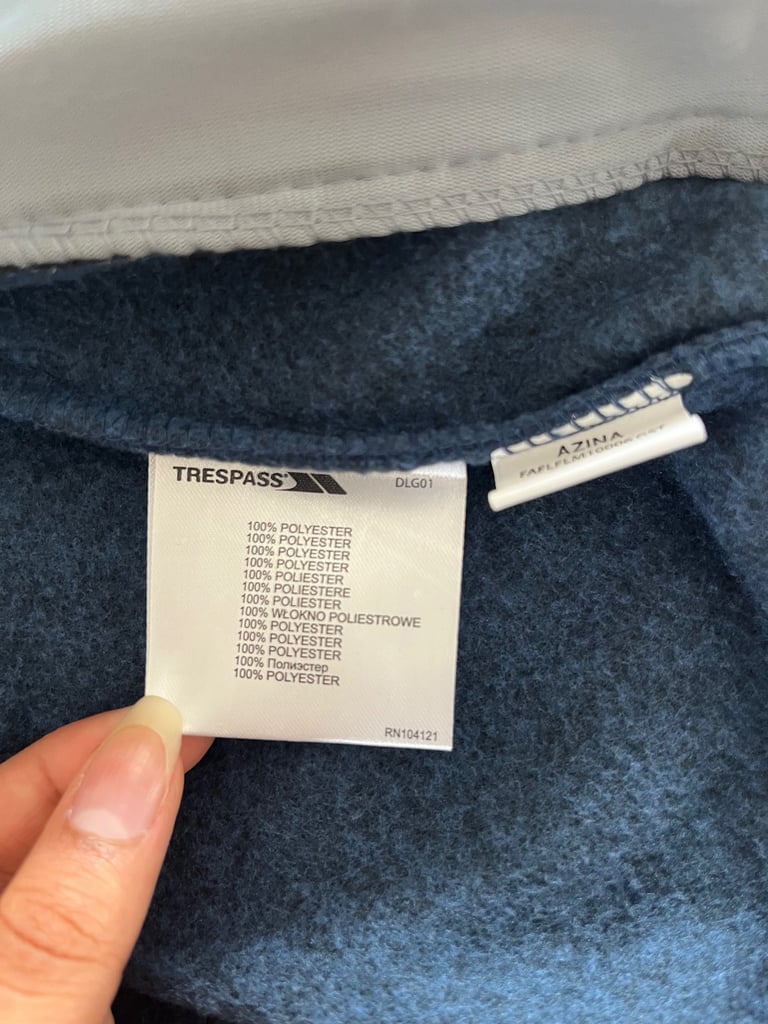 TRESPASS
DLG01
100% POLYESTER
100% POLYESTER
100% POLYESTER
100% POLYESTER
100% POLIESTER
100% POLIESTERE
100% POLIESTER
100% WŁOKNO POLIESTROWE
100% POLYESTER
100% POLYESTER
100% POLYESTER
100% Полиэстер
100% POLYESTER
RN104121
AZINA